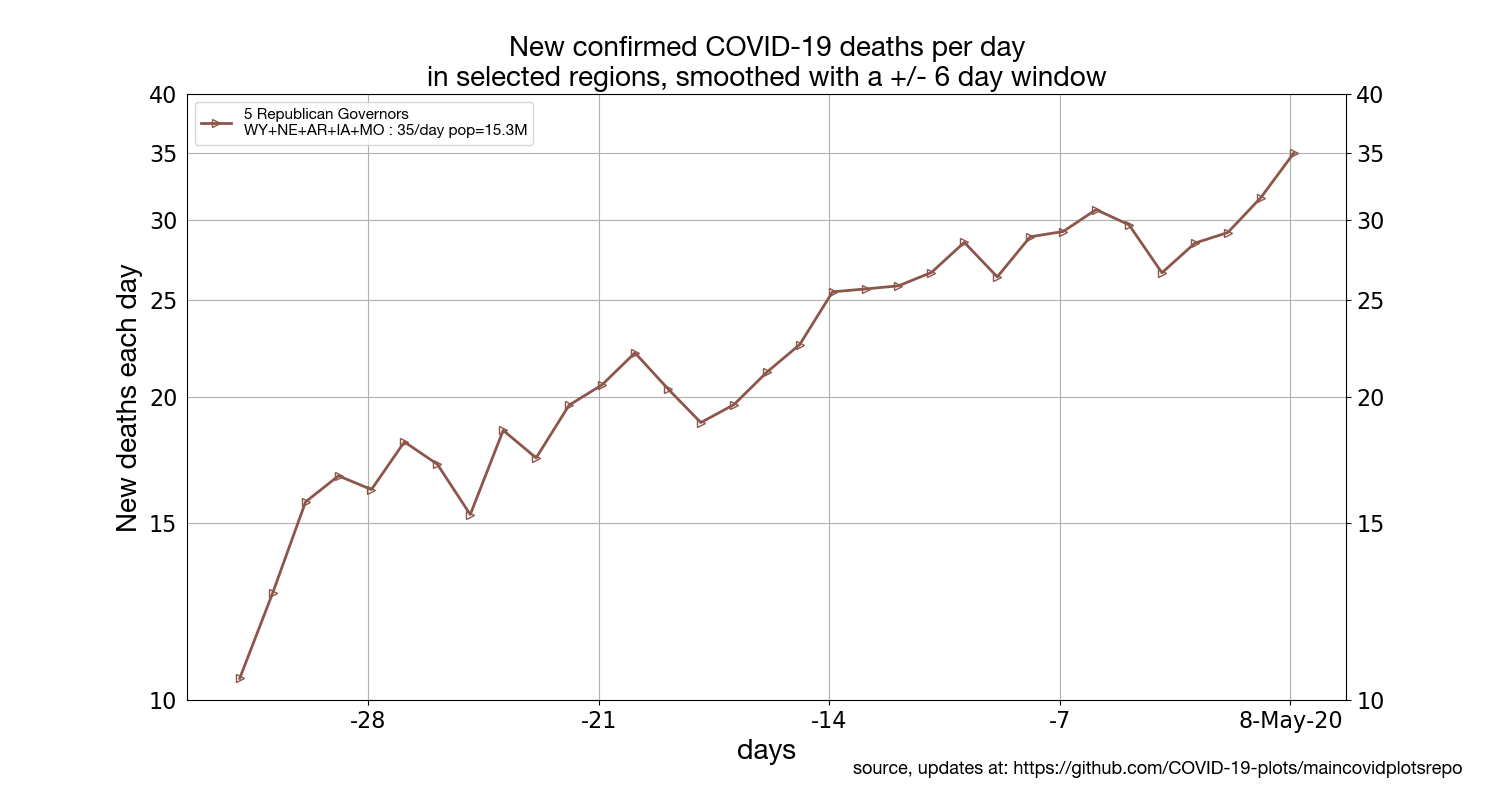 New confirmed COVID-19 deaths per day
in selected regions, smoothed with a +/- 6 day window
5 Republican Governors
WY+NE+AR+IA+MO : 35/day pop=15.3M
New deaths each day
40
35
30
25
20
15
10
40
35
30
25
20
15
10
-28 -21 -14 -7 8-May-20
days
source, updates at: https://github.com/COVID-19-plots/maincovidplotsrepo